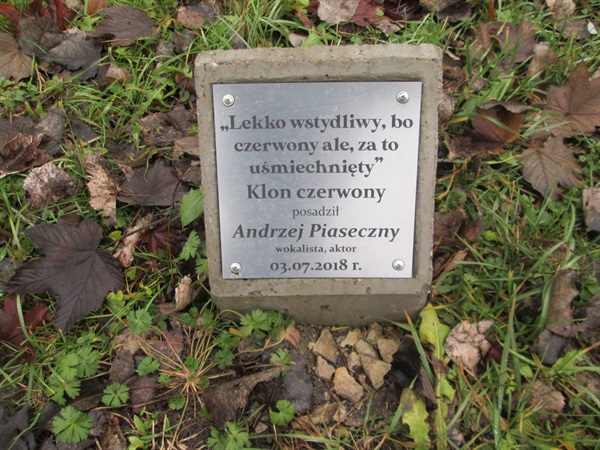 „Lekko wstydliwy, bo
czerwony ale, za to
uśmiechnięty”
Klon czerwony
posadził
Andrzej Piaseczny
wokalista, aktor
03.07.2018 r.